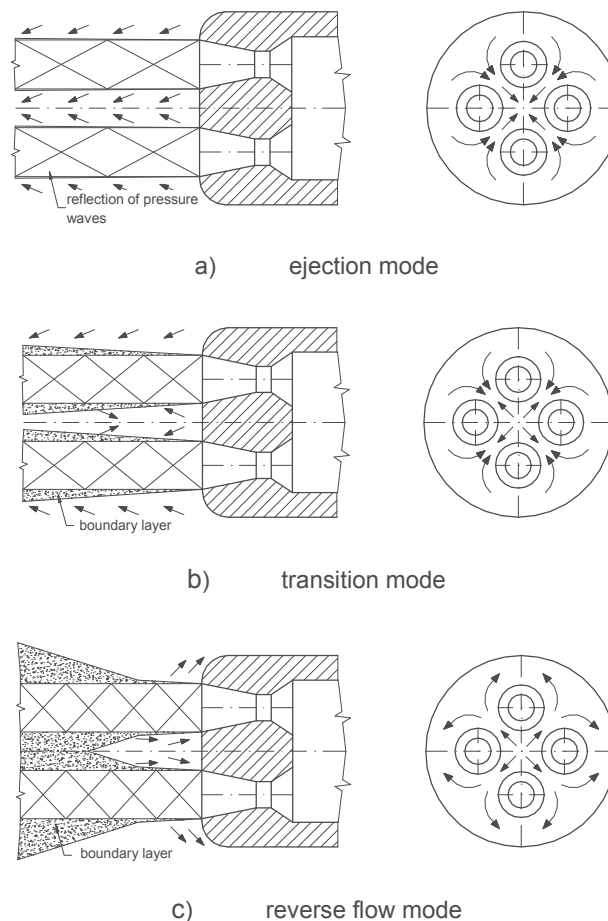 reflection of pressure
waves
a) ejection mode
boundary layer
b) transition mode
boundary layer
c) reverse flow mode